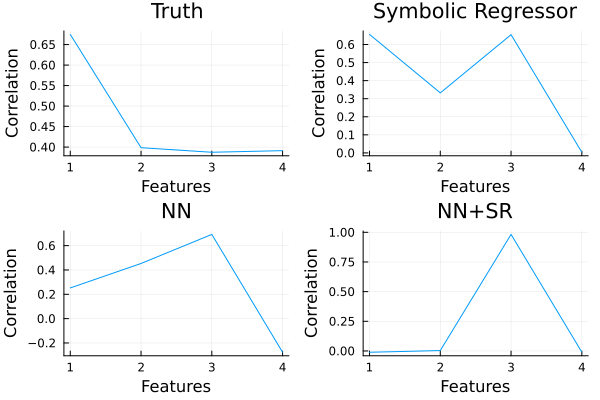 Truth
Correlation
0.65
0.60
0.55
0.50
0.45
0.40
1 2 3 4
Features
Symbolic Regressor
Correlation
0.6
0.5
0.4
0.3
0.2
0.1
0.0
1 2 3 4
Features
NN
Correlation
0.6
0.4
0.2
0.0
−0.2
1 2 3 4
Features
NN+SR
Correlation
1.00
0.75
0.50
0.25
0.00
1 2 3 4
Features